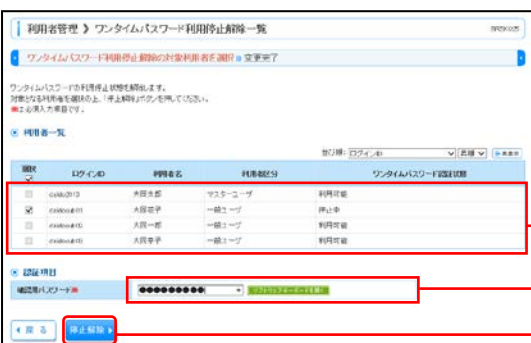 利用者管理 》 ワンタイムパスワード利用停止解除一覧
ワンタイムパスワード利用停止解除の対象利用者を選択 変更完了
ワンタイムパスワードの利用停止状態を解除します。
対象となる利用者を選択の上、「停止解除」ボタンを押してください。
は必須入力項目です。
利用者一覧
並び順: ログインID 昇順 再表示
選択 ログインID 利用者名 利用者区分 ワンタイムパスワード認証状態
大阪太郎 マスターユーザ 利用可能
大阪花子 一般ユーザ 停止中
大阪一郎 一般ユーザ 利用可能
大阪幸子 一般ユーザ 利用可能
認証項目
確認用パスワード ●●●●●●●●● ソフトウェアキーボードを開く
戻る 停止解除